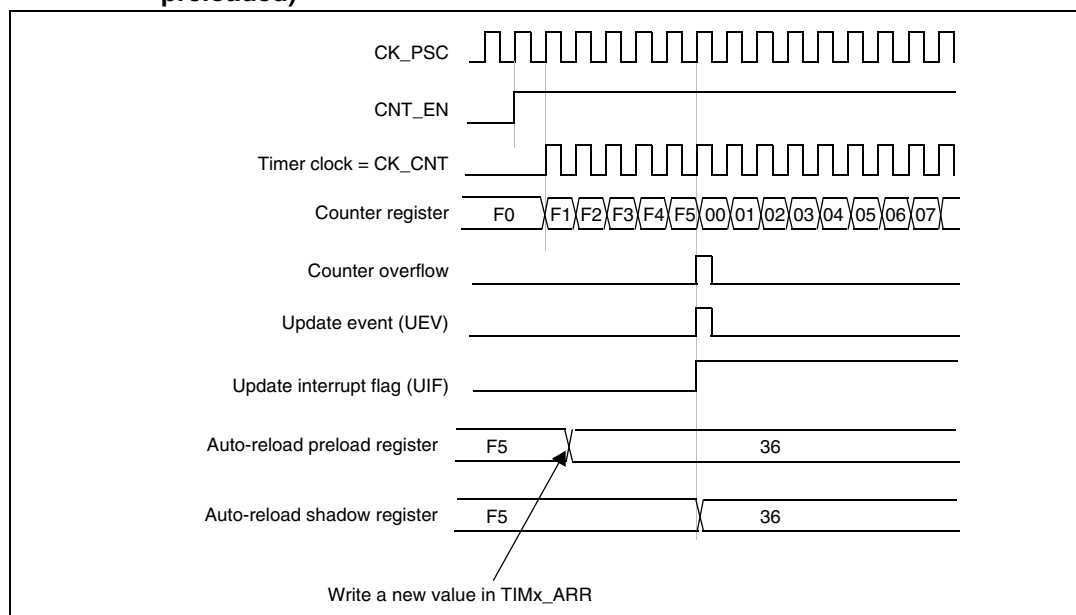 preloaded)
CK_PSC
CNT_EN
Timer clock = CK_CNT
Counter register F0 F1 F2 F3 F4 F5 00 01 02 03 04 05 06 07
Counter overflow
Update event (UEV)
Update interrupt flag (UIF)
Auto-reload preload register F5 36
Auto-reload shadow register F5 36
Write a new value in TIMx_ARR